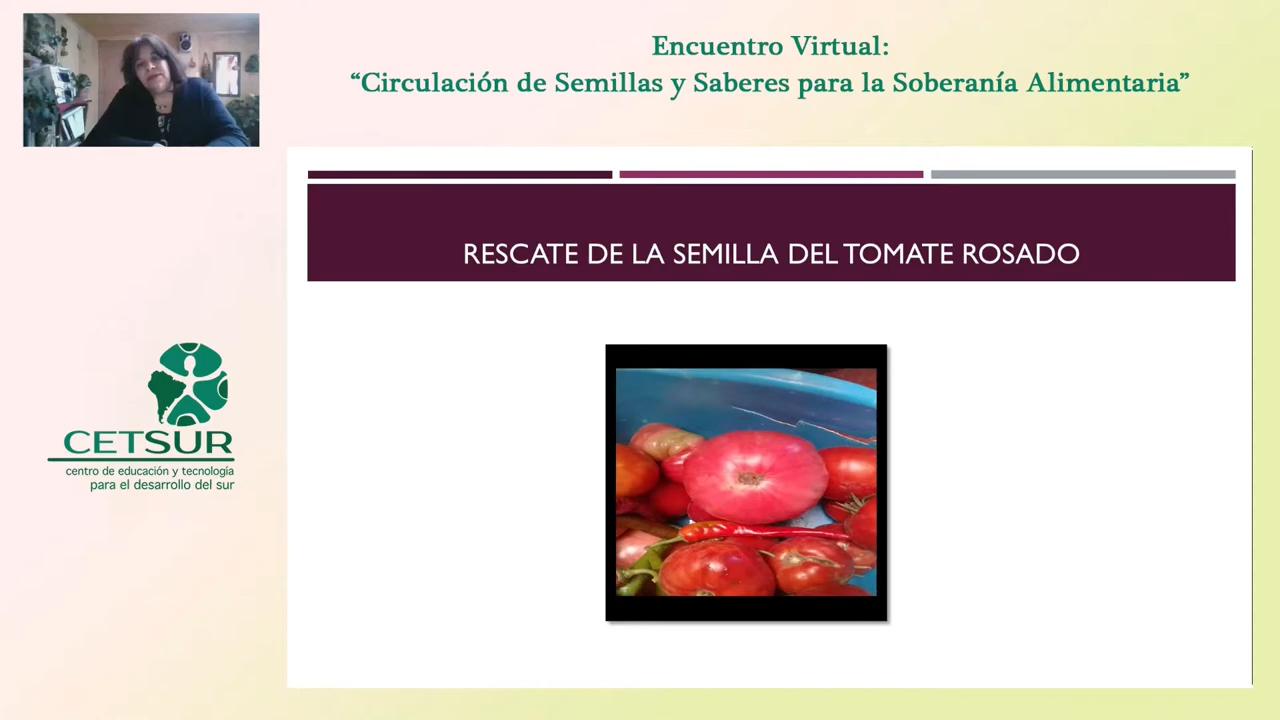 Encuentro Virtual:
“Circulación de Semillas y Saberes para la Soberanía Alimentaria”
RESCATE DE LA SEMILLA DEL TOMATE ROSADO
CETSUR
centro de educación y tecnología
para el desarrollo del sur